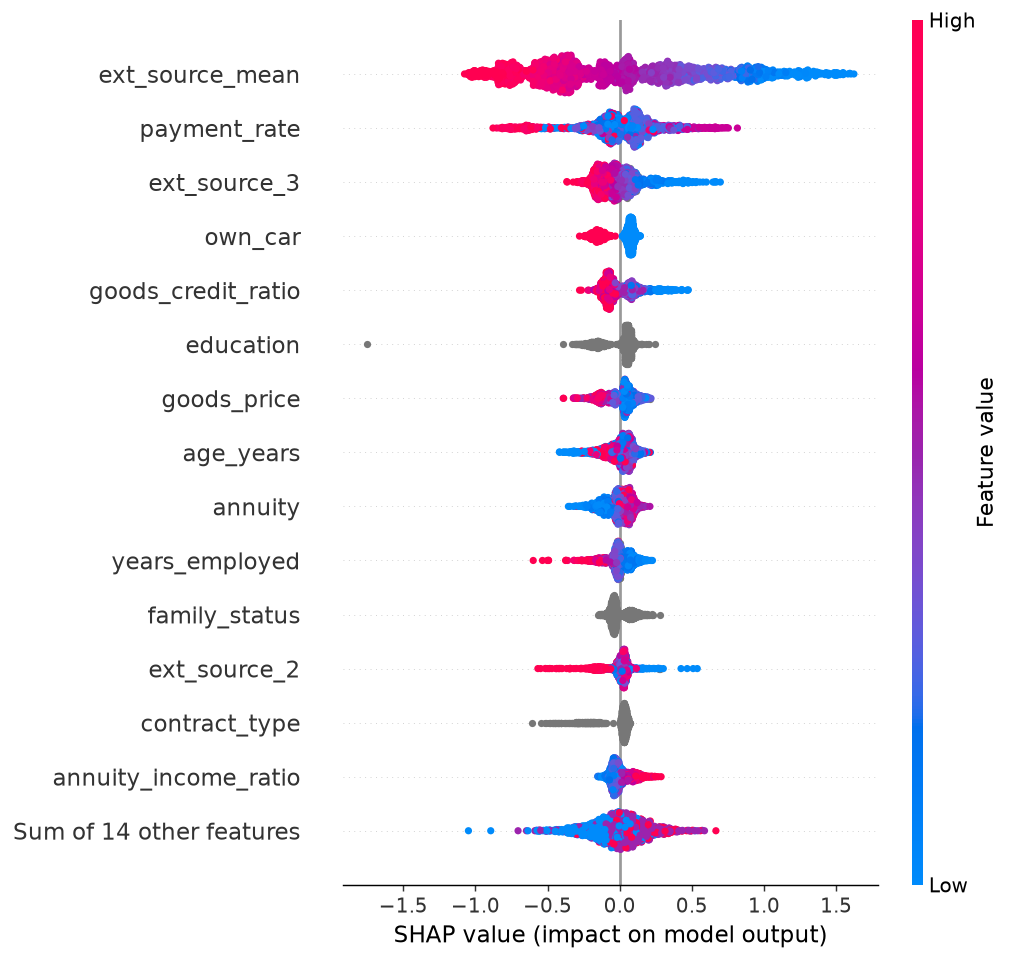 High
ext_source_mean
payment_rate
ext_source_3
own_car
goods_credit_ratio
education
goods_price
age_years
annuity
years_employed
family_status
ext_source_2
contract_type
annuity_income_ratio
Sum of 14 other features
Feature value
Low
−1.5 −1.0 −0.5 0.0 0.5 1.0 1.5
SHAP value (impact on model output)